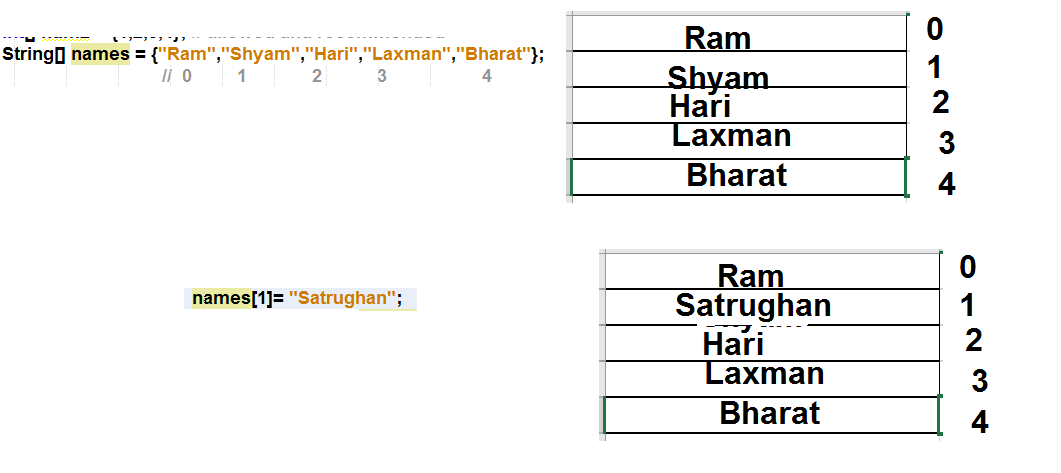 String[] names = {"Ram","Shyam","Hari","Laxman","Bharat"};
// 0 1 2 3 4
Ram 0
Shyam 1
Hari 2
Laxman 3
Bharat 4
names[1]= "Satrughan";
Ram 0
Satrughan 1
Hari 2
Laxman 3
Bharat 4